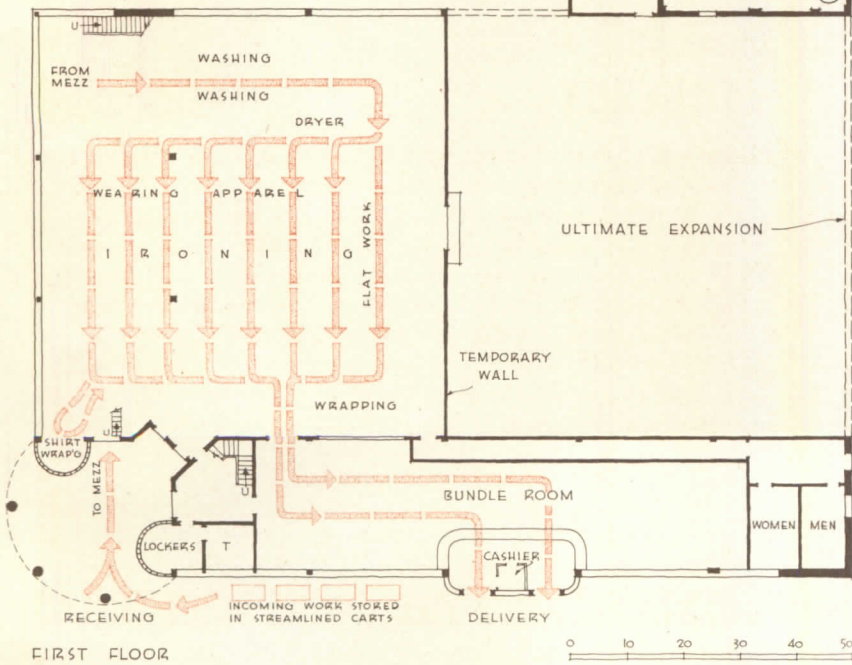 U
FROM
MEZZ
WASHING
WASHING
DRYER
WEARING APPAREL
IRONING
FLAT WORK
ULTIMATE EXPANSION
TEMPORARY
WALL
WRAPPING
SHIRT
WRAP'G
U
TO MEZZ
U
BUNDLE ROOM
LOCKERS
T
CASHIER
WOMEN
MEN
RECEIVING
INCOMING WORK STORED
IN STREAMLINED CARTS
DELIVERY
FIRST FLOOR
0 10 20 30 40 50